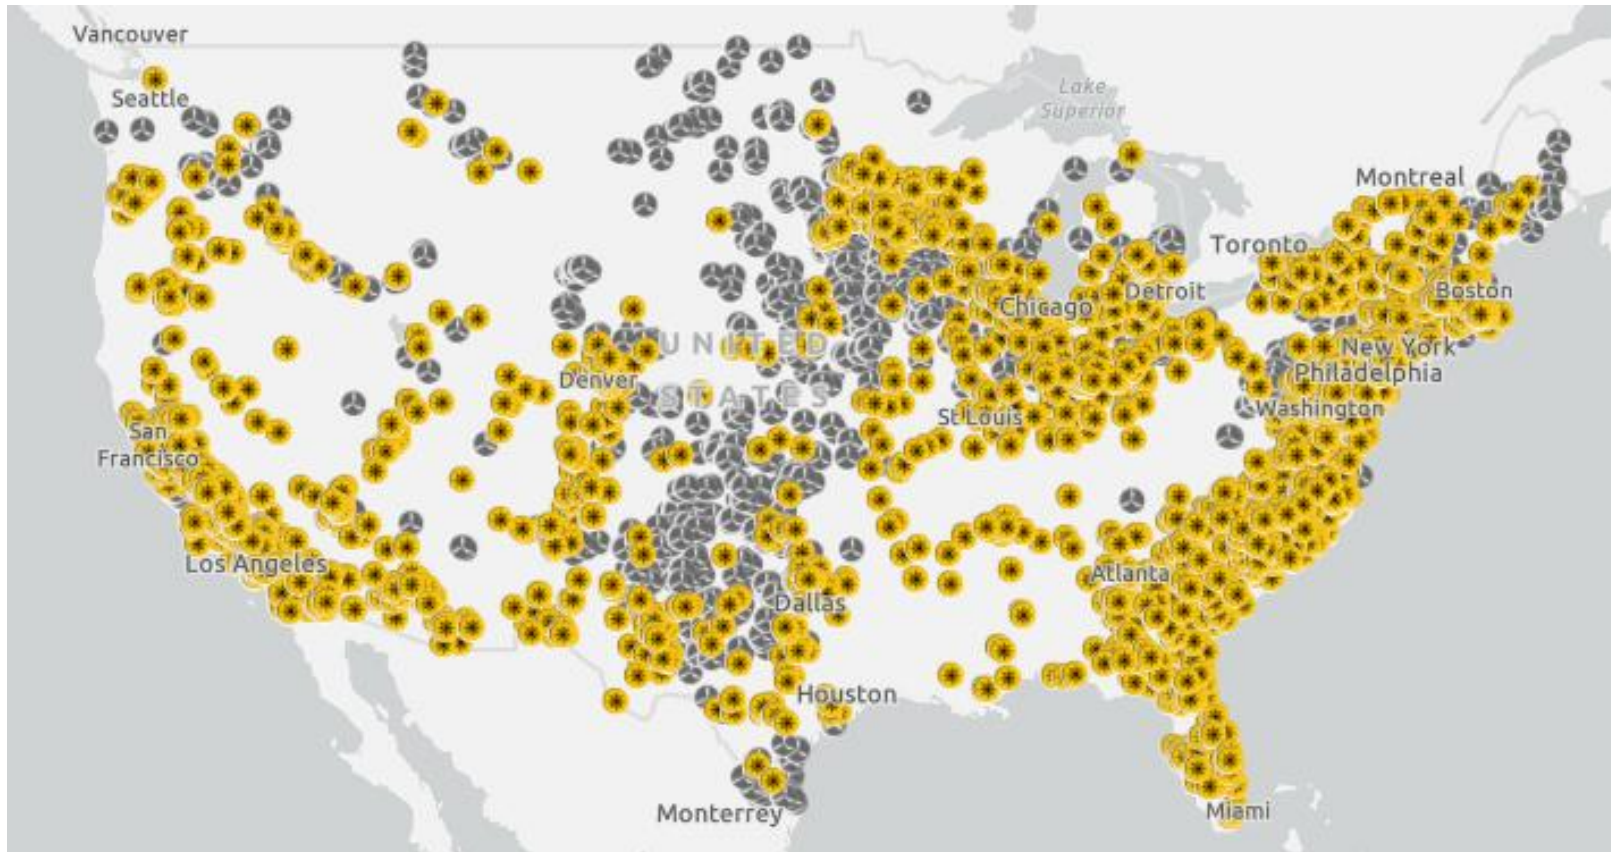 Vancouver
Seattle
Lake
Superior
Montreal
Toronto
Boston
Detroit
Chicago
New York
Philadelphia
UNITED
STATES
Denver
Washington
St Louis
San
Francisco
Los Angeles
Atlanta
Dallas
Houston
Monterrey
Miami